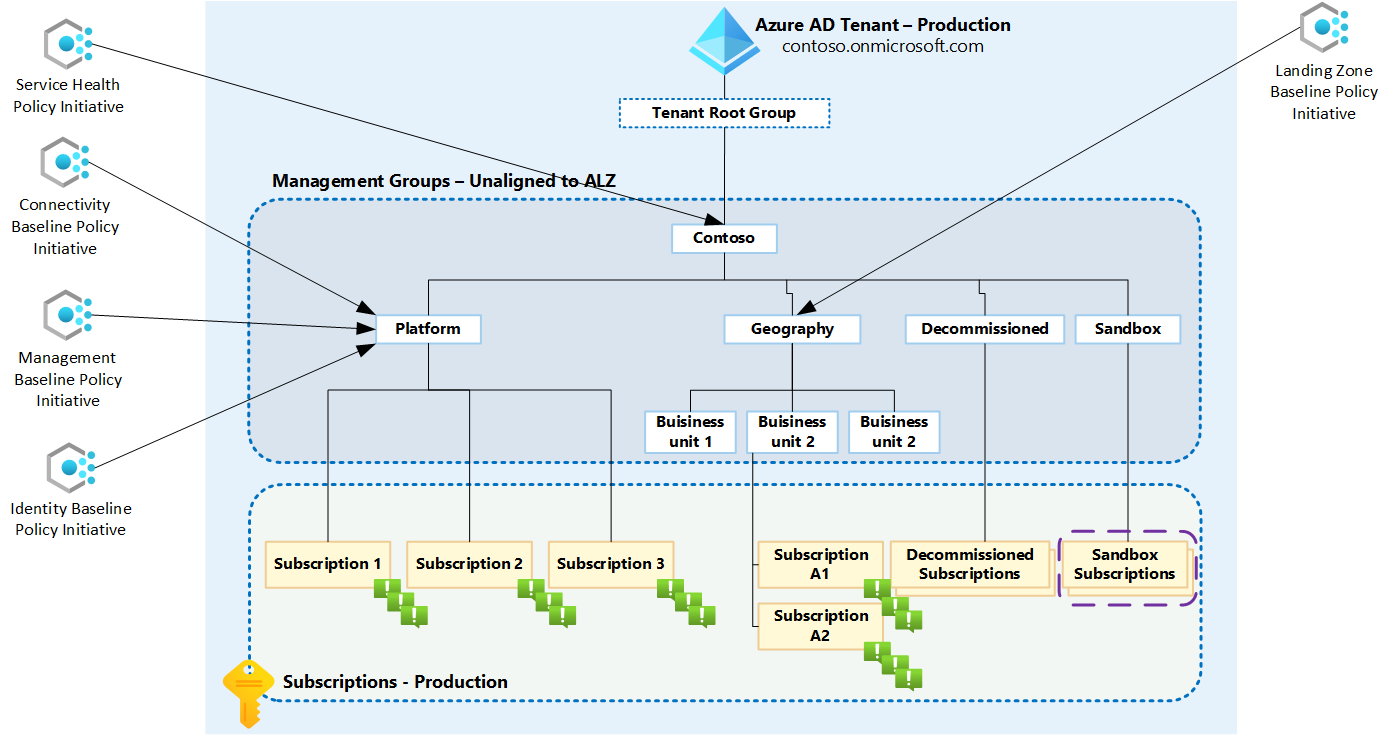 Azure AD Tenant – Production
contoso.onmicrosoft.com
Service Health
Policy Initiative
Landing Zone
Baseline Policy
Initiative
Tenant Root Group
Management Groups – Unaligned to ALZ
Connectivity
Baseline Policy
Initiative
Contoso
Platform
Geography
Decommissioned
Sandbox
Management
Baseline Policy
Initiative
Buisiness
unit 1
Buisiness
unit 2
Buisiness
unit 2
Identity Baseline
Policy Initiative
Subscription 1
Subscription 2
Subscription 3
Subscription
A1
Decommissioned
Subscriptions
Sandbox
Subscriptions
Subscription
A2
Subscriptions - Production